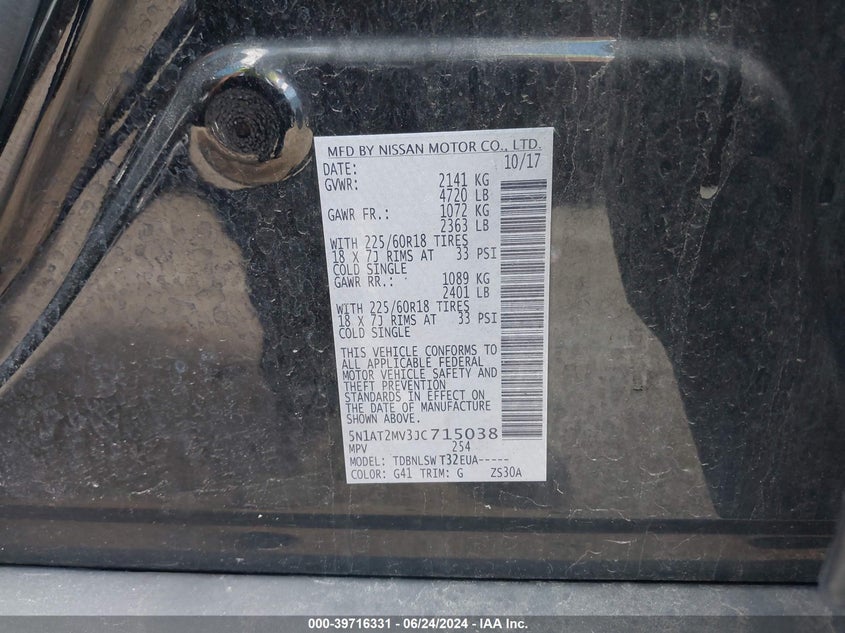 MFD BY NISSAN MOTOR CO., LTD.
DATE: 10/17
GVWR: 2141 KG
4720 LB
GAWR FR.: 1072 KG
2363 LB
WITH 225/60R18 TIRES
18 X 7J RIMS AT 33 PSI
COLD SINGLE
GAWR RR.: 1089 KG
2401 LB
WITH 225/60R18 TIRES
18 X 7J RIMS AT 33 PSI
COLD SINGLE
THIS VEHICLE CONFORMS TO
ALL APPLICABLE FEDERAL
MOTOR VEHICLE SAFETY AND
THEFT PREVENTION
STANDARDS IN EFFECT ON
THE DATE OF MANUFACTURE
SHOWN ABOVE.
5N1AT2MV3JC715038
MPV 254
MODEL: TDBNLSW T32EUA-----
COLOR: G41 TRIM: G ZS30A
000-39716331 - 06/24/2024 - IAA Inc.